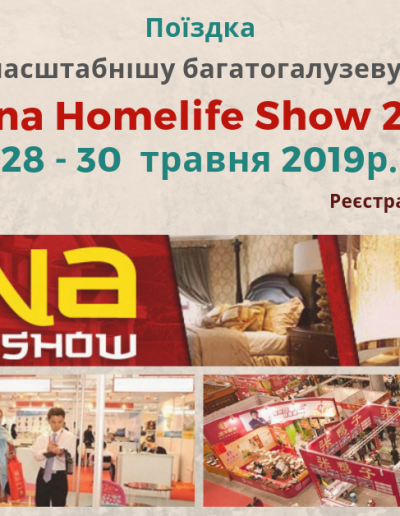 Поїздка
масштабнішу багатогалузеву
na Homelife Show 2
28 - 30 травня 2019р.
Реєстра
NA
SHOW